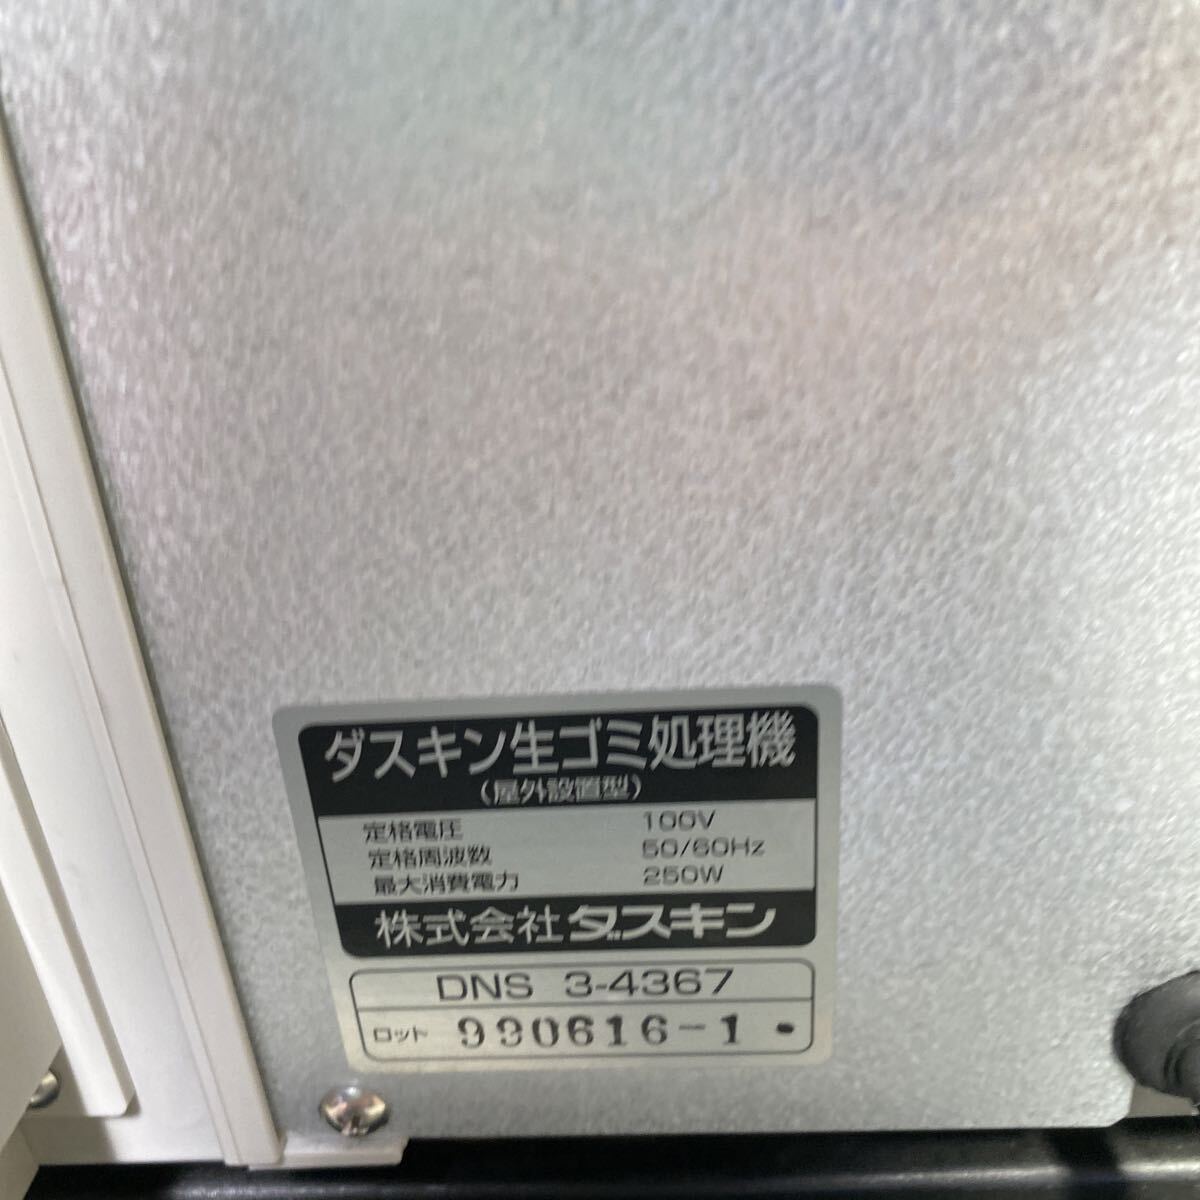 ダスキン生ゴミ処理機
（屋外設置型）
定格電圧 100V
定格周波数 50/60Hz
最大消費電力 250W
株式会社ダスキン
DNS 3-4367
ロット 990616-1